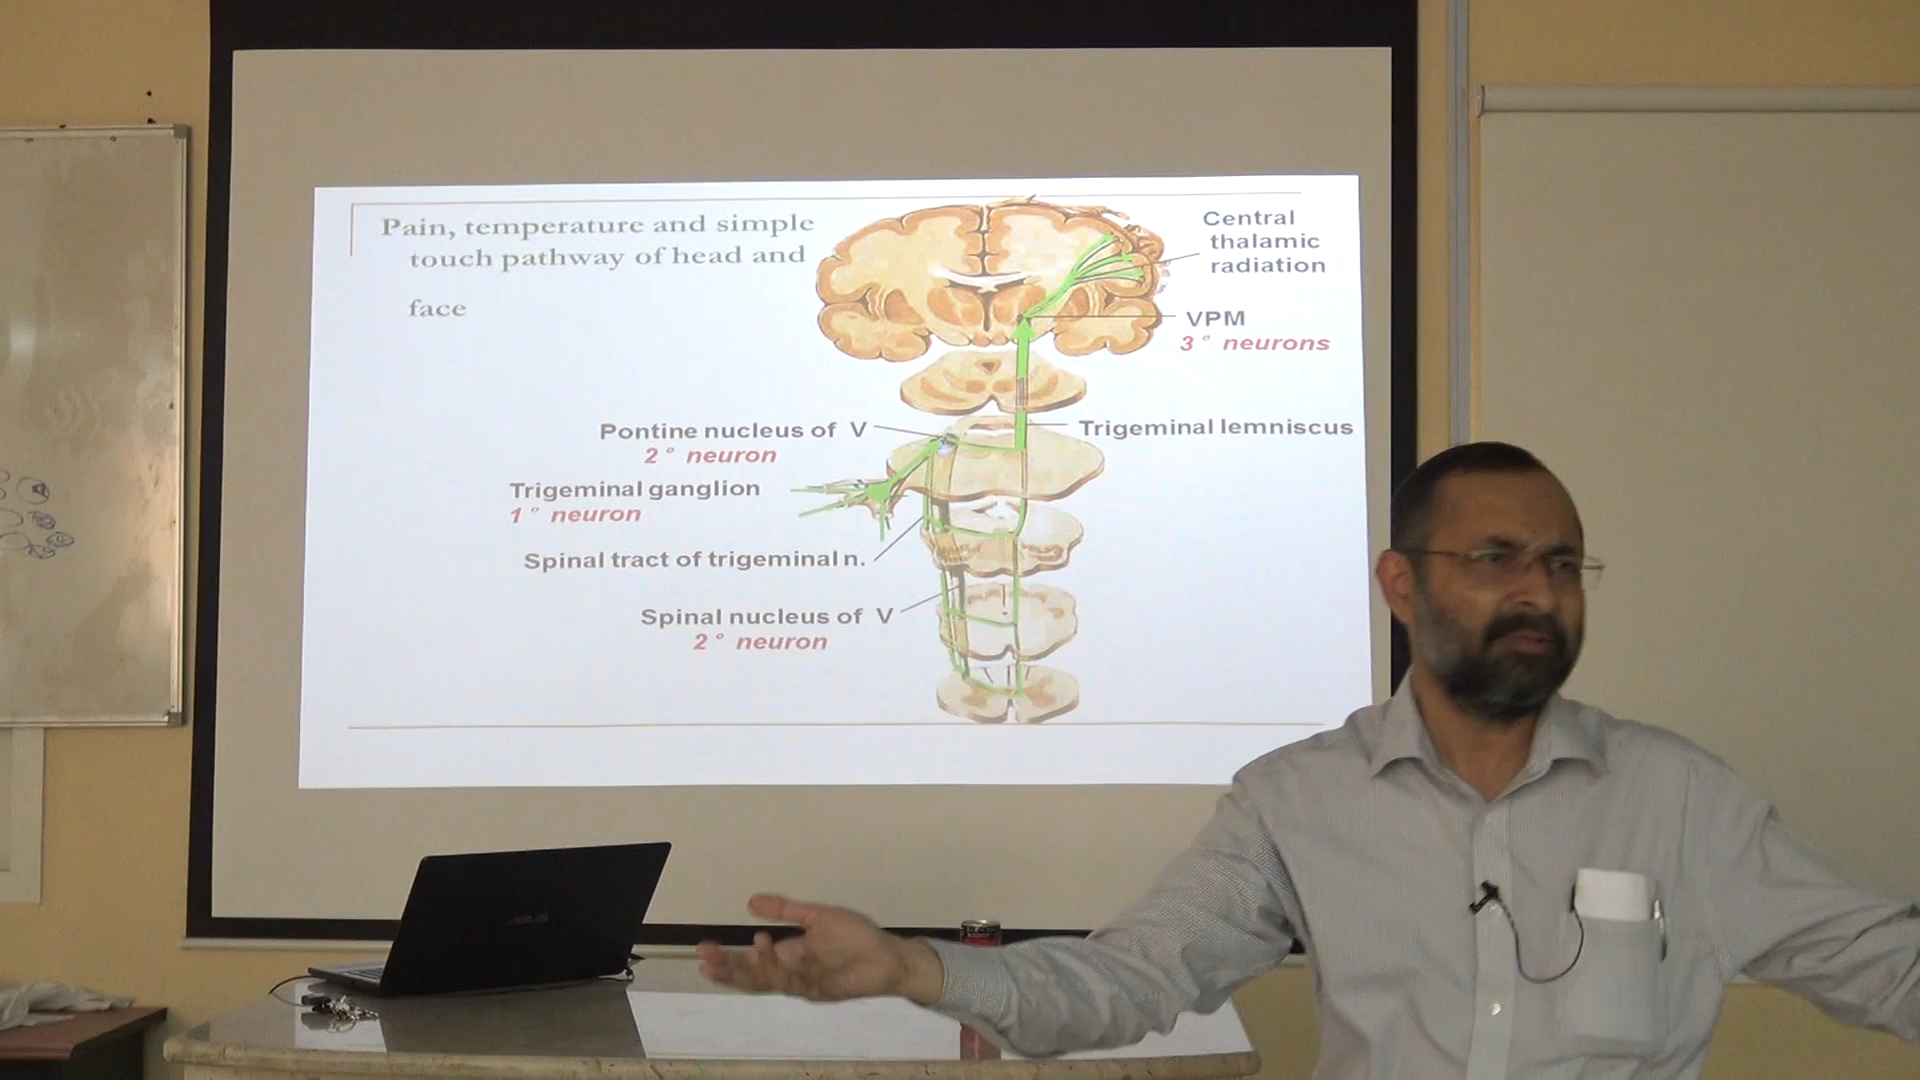 Pain, temperature and simple
touch pathway of head and
face
Central
thalamic
radiation
VPM
3° neurons
Pontine nucleus of V
2° neuron
Trigeminal lemniscus
Trigeminal ganglion
1° neuron
Spinal tract of trigeminal n.
Spinal nucleus of V
2° neuron